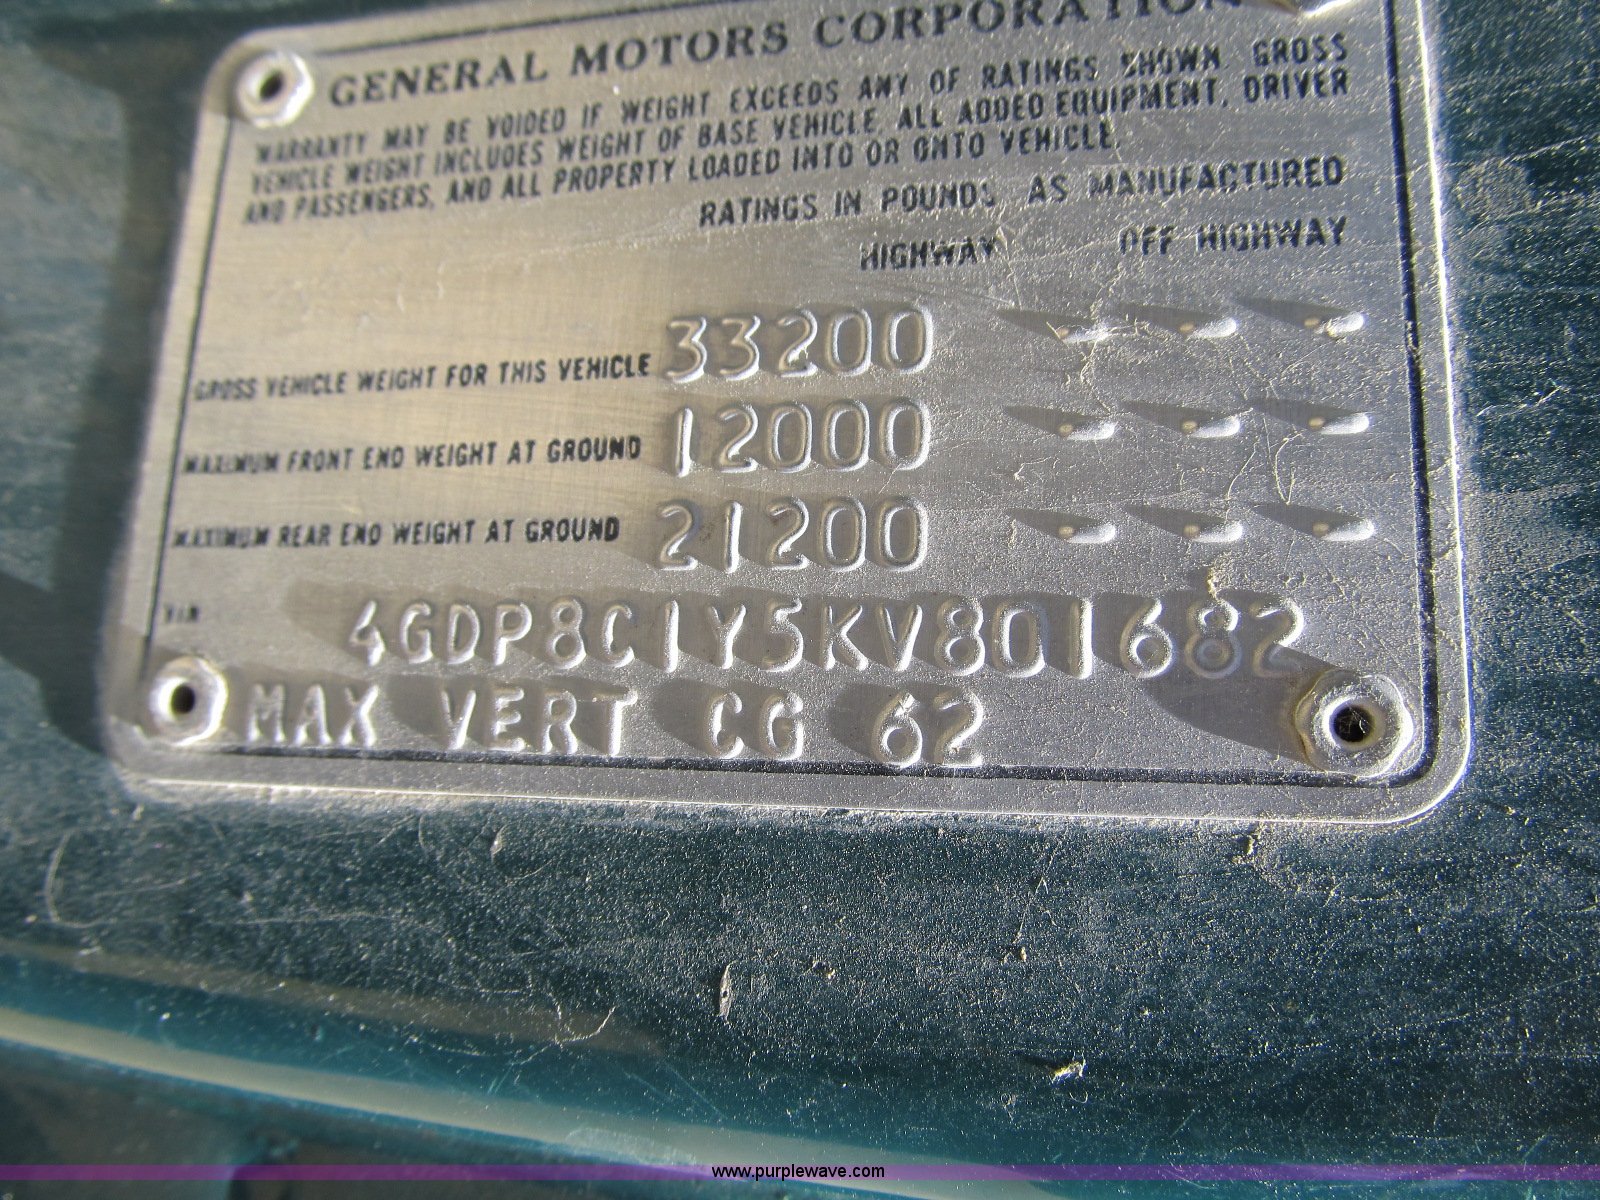 GENERAL MOTORS CORPORATION
WARRANTY MAY BE VOIDED IF WEIGHT EXCEEDS ANY OF RATINGS SHOWN. GROSS
VEHICLE WEIGHT INCLUDES WEIGHT OF BASE VEHICLE, ALL ADDED EQUIPMENT, DRIVER
AND PASSENGERS, AND ALL PROPERTY LOADED INTO OR ONTO VEHICLE.
RATINGS IN POUNDS AS MANUFACTURED
HIGHWAY OFF HIGHWAY
GROSS VEHICLE WEIGHT FOR THIS VEHICLE 33200 - - -
MAXIMUM FRONT END WEIGHT AT GROUND 12000 - - -
MAXIMUM REAR END WEIGHT AT GROUND 21200 - - -
VIN 4GDP8C1Y5KV801682
MAX VERT CG 62
www.purplewave.com